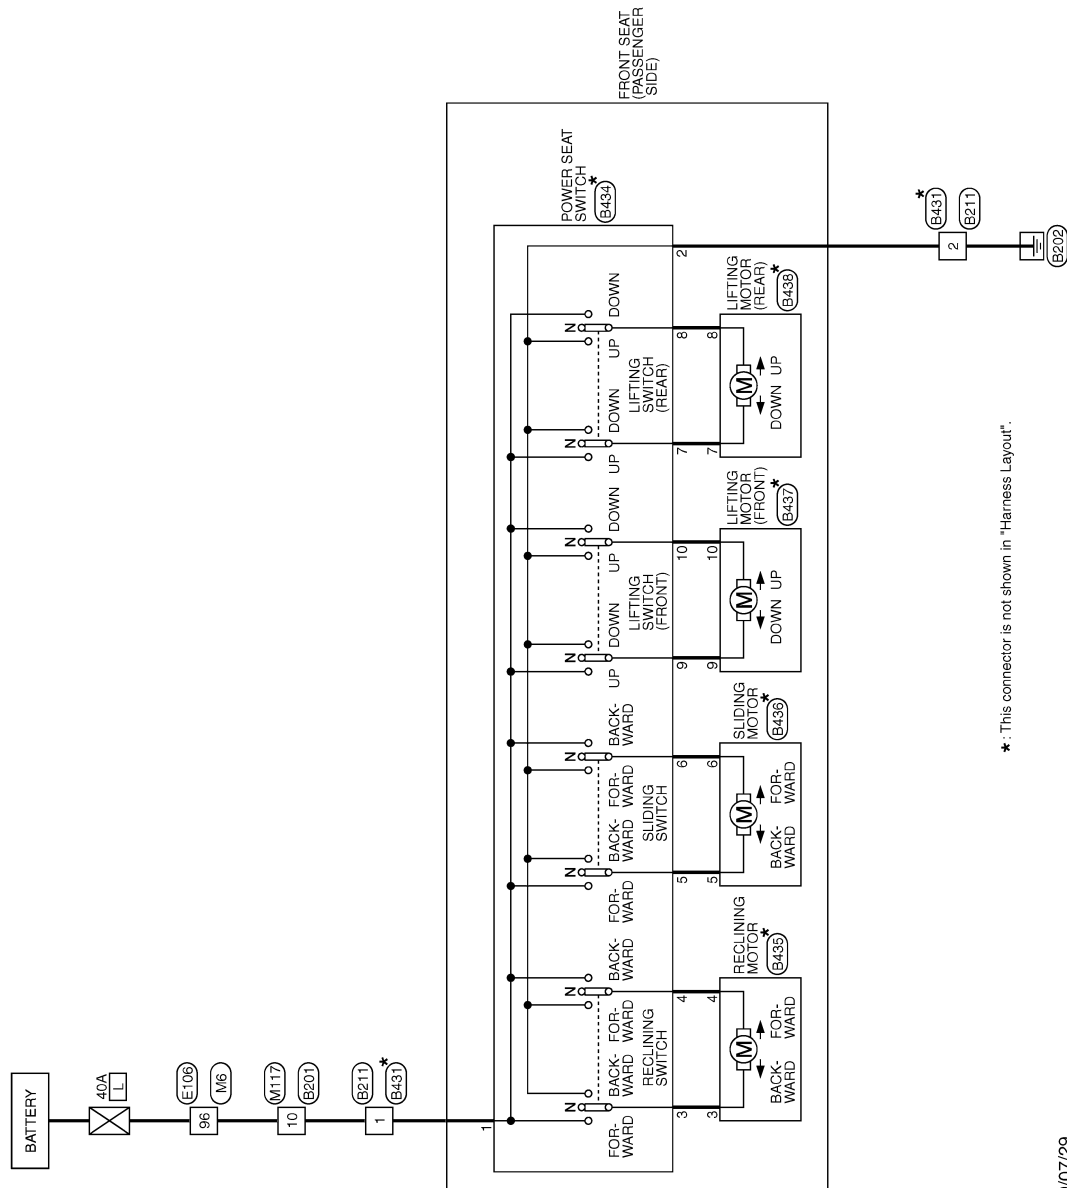 BATTERY
40A
L
96
E106
M6
10
M117
B201
1
B211
*
B431
FRONT SEAT
(PASSENGER
SIDE)
POWER SEAT
SWITCH
*
B434
1
2
FOR-
WARD
N
BACK-
WARD
FOR-
WARD
N
BACK-
WARD
RECLINING
SWITCH
FOR-
WARD
N
BACK-
WARD
FOR-
WARD
N
BACK-
WARD
SLIDING
SWITCH
UP
N
DOWN
UP
N
DOWN
LIFTING
SWITCH
(FRONT)
UP
N
DOWN
UP
N
DOWN
LIFTING
SWITCH
(REAR)
3
4
5
6
9
10
7
8
3
4
5
6
9
10
7
8
RECLINING
MOTOR
*
B435
M
BACK-
WARD
FOR-
WARD
SLIDING
MOTOR
*
B436
M
BACK-
WARD
FOR-
WARD
LIFTING
MOTOR
(FRONT)
*
B437
M
DOWN UP
LIFTING
MOTOR
(REAR)
*
B438
M
DOWN UP
2
*
B431
B211
B202
* : This connector is not shown in "Harness Layout".
/07/29